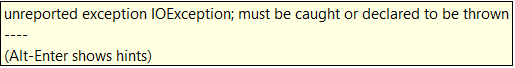 unreported exception IOException; must be caught or declared to be thrown
----
(Alt-Enter shows hints)